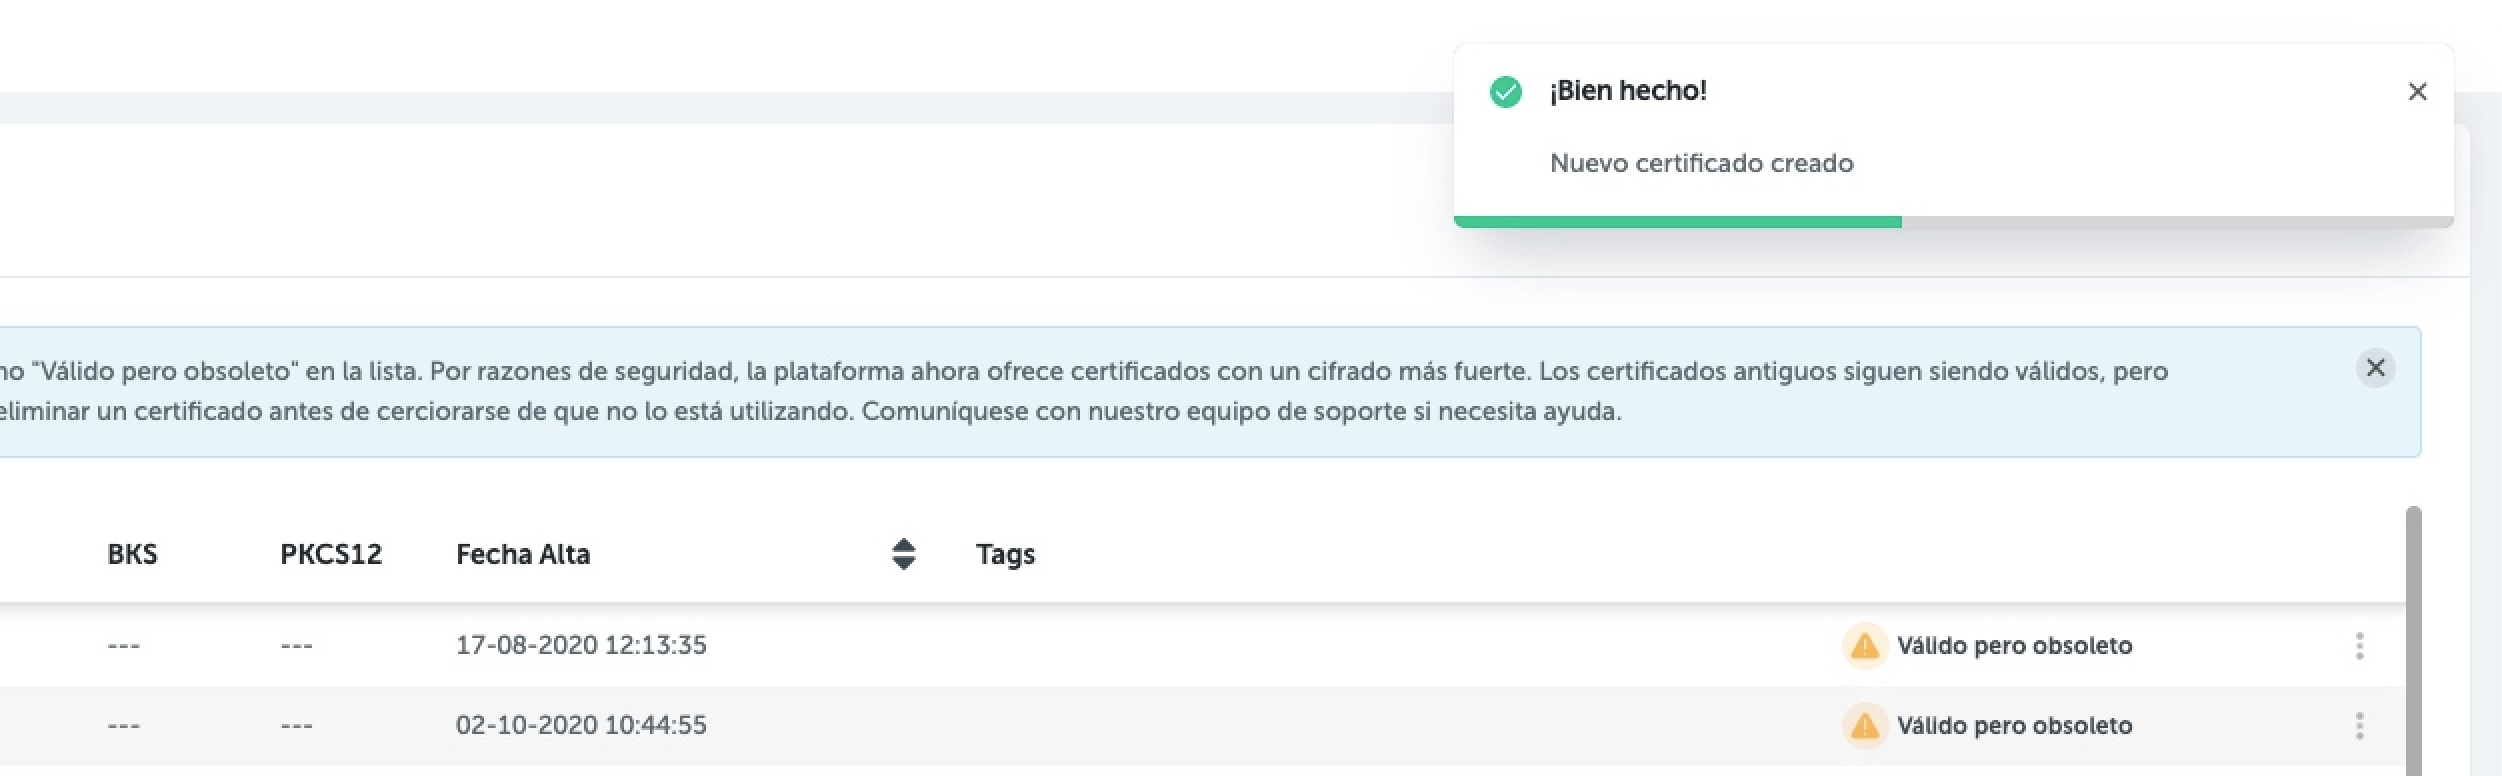 ¡Bien hecho!
Nuevo certificado creado
"Válido pero obsoleto" en la lista. Por razones de seguridad, la plataforma ahora ofrece certificados con un cifrado más fuerte. Los certificados antiguos siguen siendo válidos, pero
eliminar un certificado antes de cerciorarse de que no lo está utilizando. Comuníquese con nuestro equipo de soporte si necesita ayuda.
BKS PKCS12 Fecha Alta Tags
--- --- 17-08-2020 12:13:35 Válido pero obsoleto
--- --- 02-10-2020 10:44:55 Válido pero obsoleto